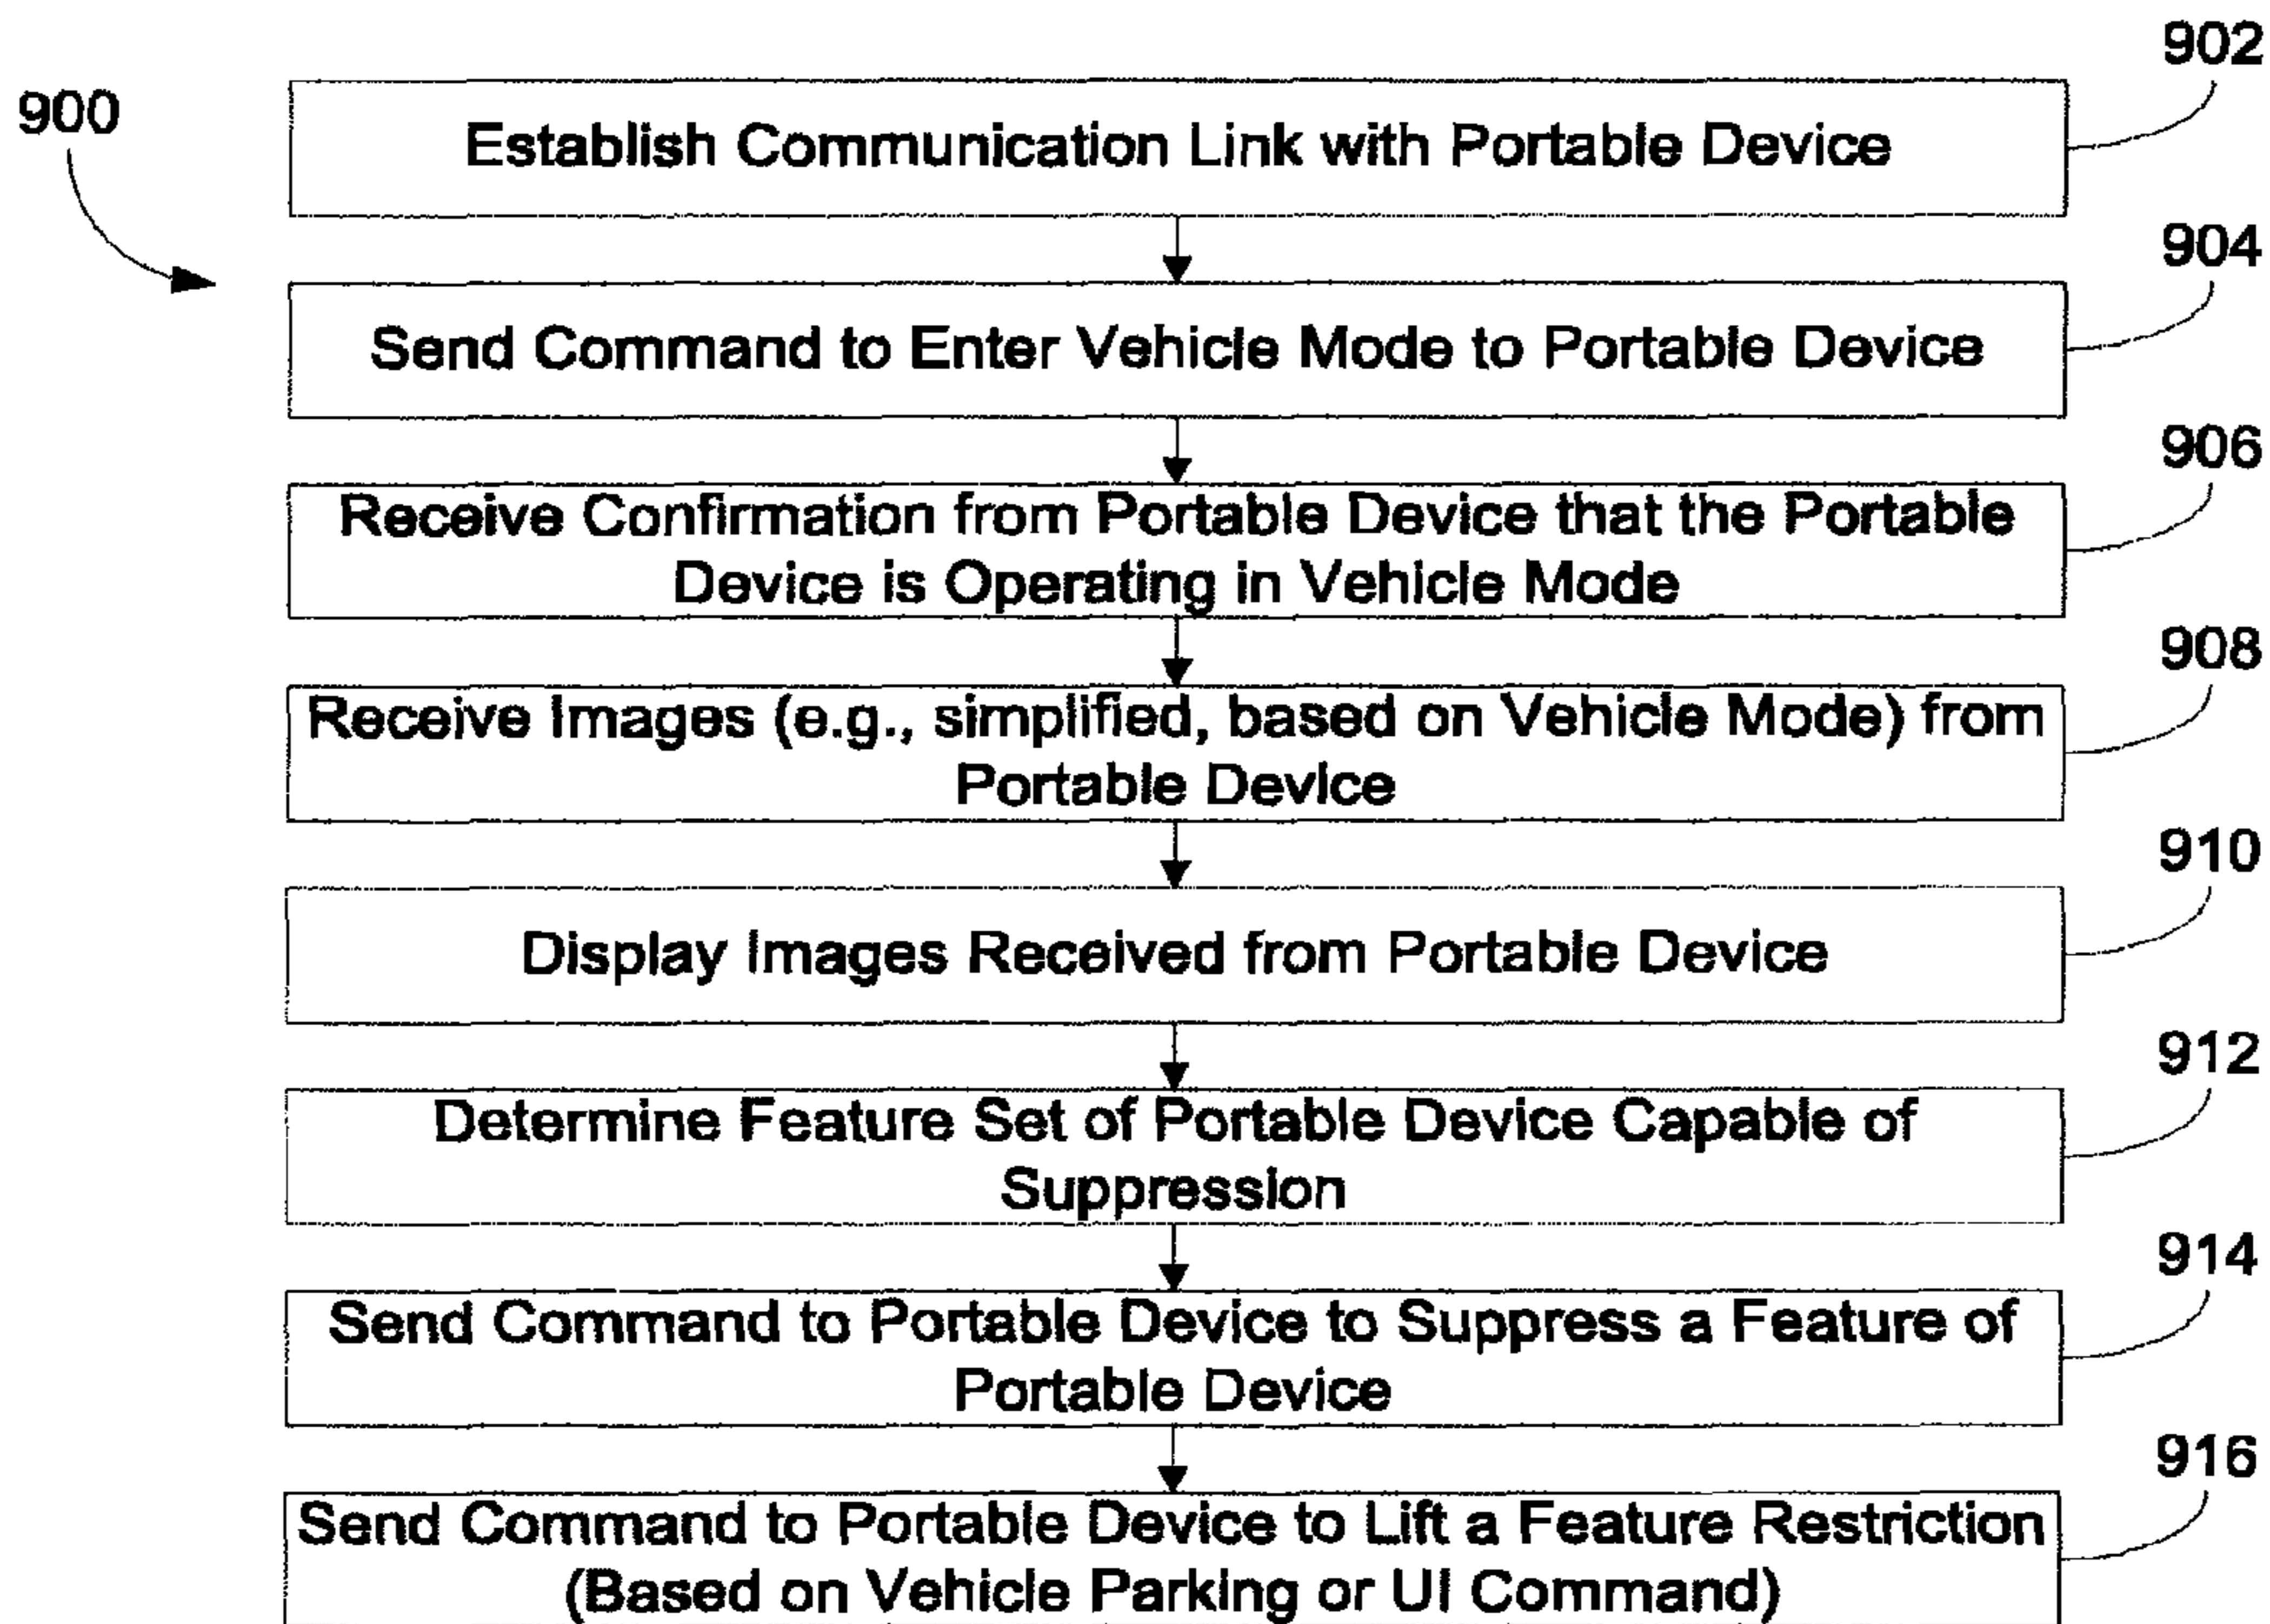 902
900
Establish Communication Link with Portable Device
904
Send Command to Enter Vehicle Mode to Portable Device
906
Receive Confirmation from Portable Device that the Portable
Device is Operating in Vehicle Mode
908
Receive Images (e.g., simplified, based on Vehicle Mode) from
Portable Device
910
Display Images Received from Portable Device
912
Determine Feature Set of Portable Device Capable of
Suppression
914
Send Command to Portable Device to Suppress a Feature of
Portable Device
916
Send Command to Portable Device to Lift a Feature Restriction
(Based on Vehicle Parking or UI Command)